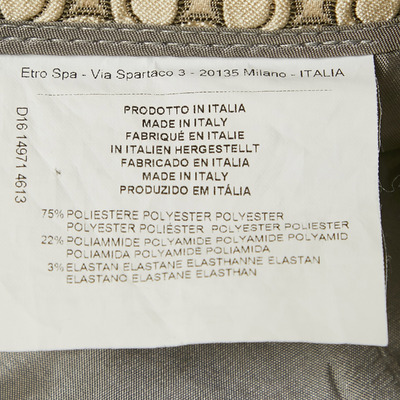 Etro Spa - Via Spartaco 3 - 20135 Milano - ITALIA
PRODOTTO IN ITALIA
MADE IN ITALY
FABRIQUÉ EN ITALIE
IN ITALIEN HERGESTELLT
FABRICADO EN ITALIA
MADE IN ITALY
PRODUZIDO EM ITÁLIA
75% POLIESTERE POLYESTER POLYESTER
POLYESTER POLIÉSTER. POLYESTER POLIESTER
22% POLIAMMIDE POLYAMIDE POLYAMIDE POLYAMID
POLIAMIDA POLYAMIDE POLIAMIDA
3% ELASTAN ELASTANE ELASTHANNE ELASTAN
ELASTANO ELASTANE ELASTHAN
D16 14971 4613